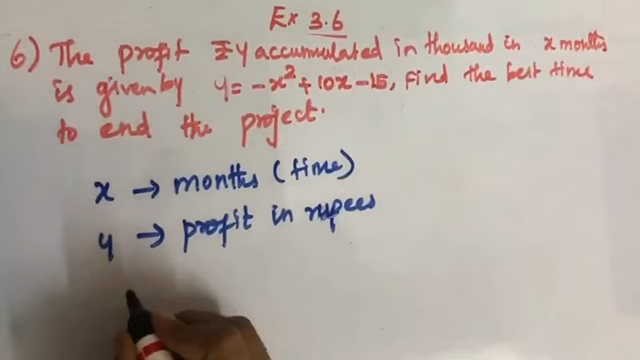 Ex 3.6
6) The profit ₹ y accumulated in thousand in x months
is given by y = -x² + 10x - 15, Find the best time
to end the project.
x → months (time)
y → profit in rupees